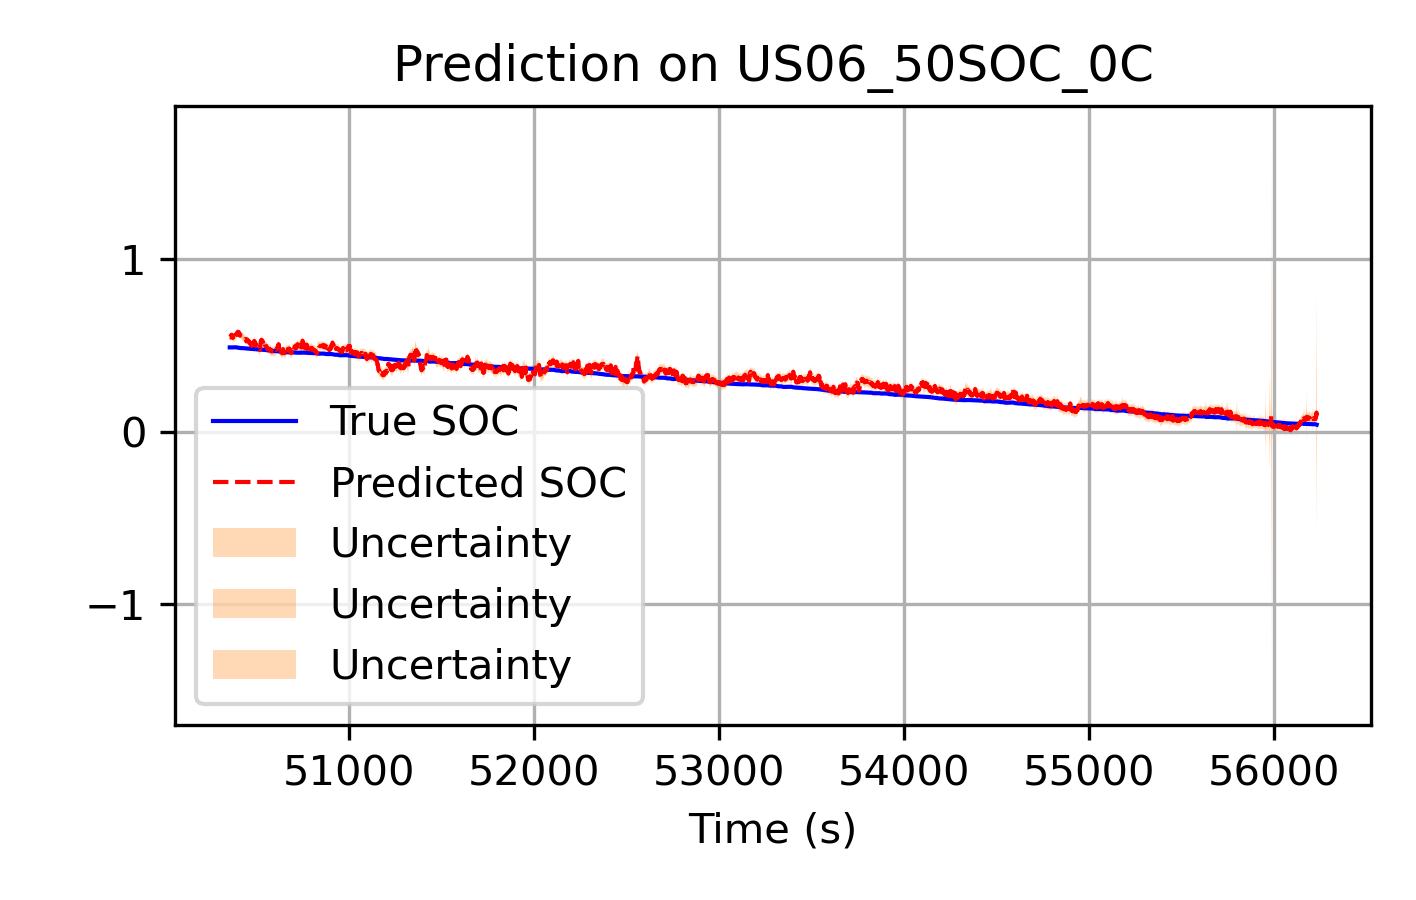 Prediction on US06_50SOC_0C
1
0
−1
True SOC
Predicted SOC
Uncertainty
Uncertainty
Uncertainty
51000 52000 53000 54000 55000 56000
Time (s)